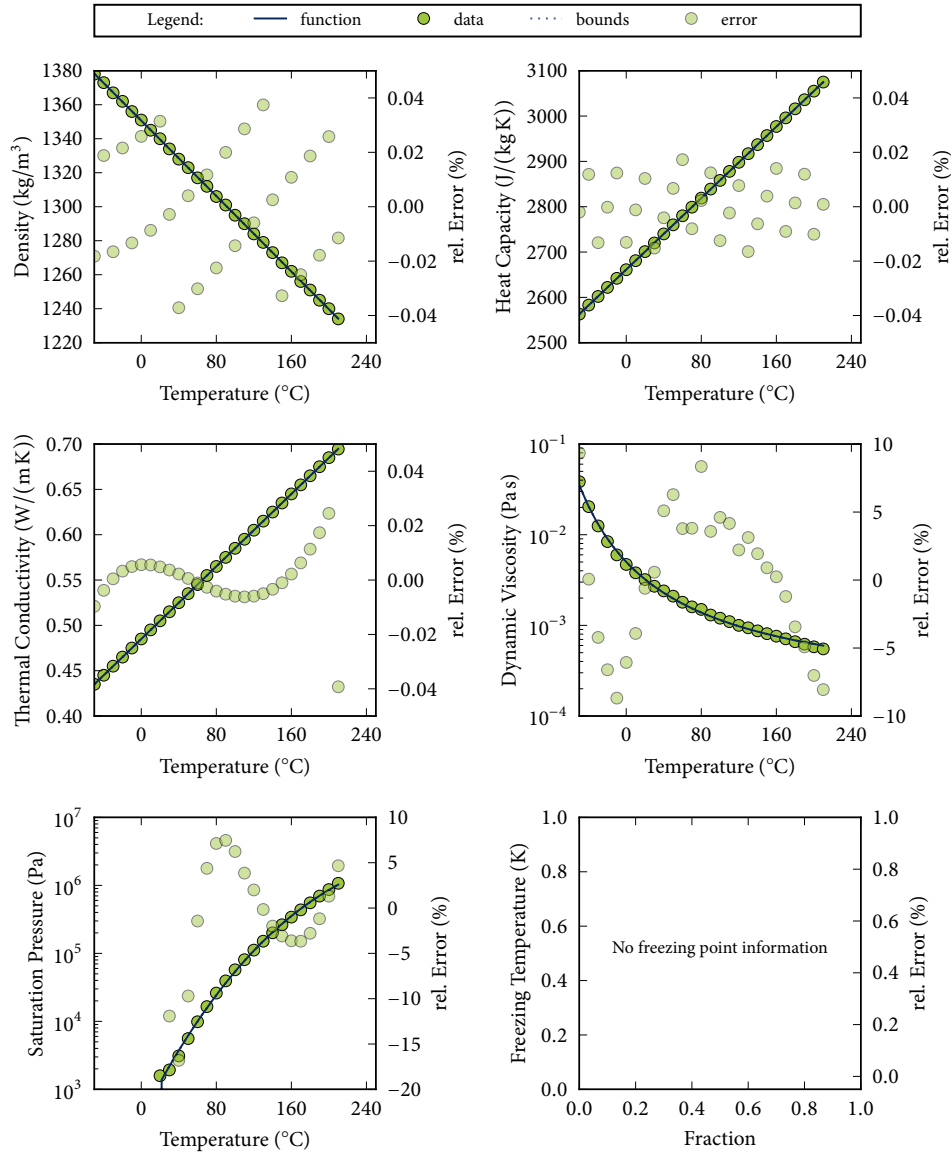 Legend: function data bounds error
1380
1360
1340
1320
1300
1280
1260
1240
1220
Density (kg/m³)
0.04
0.02
0.00
−0.02
−0.04
rel. Error (%)
0 80 160 240
Temperature (°C)
3100
3000
2900
2800
2700
2600
2500
Heat Capacity (J/(kg K))
0.04
0.02
0.00
−0.02
−0.04
rel. Error (%)
0 80 160 240
Temperature (°C)
0.70
0.65
0.60
0.55
0.50
0.45
0.40
Thermal Conductivity (W/(m K))
0.04
0.02
0.00
−0.02
−0.04
rel. Error (%)
0 80 160 240
Temperature (°C)
10⁻¹
10⁻²
10⁻³
10⁻⁴
Dynamic Viscosity (Pa s)
10
5
0
−5
−10
rel. Error (%)
0 80 160 240
Temperature (°C)
10⁷
10⁶
10⁵
10⁴
10³
Saturation Pressure (Pa)
10
5
0
−5
−10
−15
−20
rel. Error (%)
0 80 160 240
Temperature (°C)
1.0
0.8
0.6
0.4
0.2
0.0
Freezing Temperature (K)
No freezing point information
1.0
0.8
0.6
0.4
0.2
0.0
rel. Error (%)
0.0 0.2 0.4 0.6 0.8 1.0
Fraction